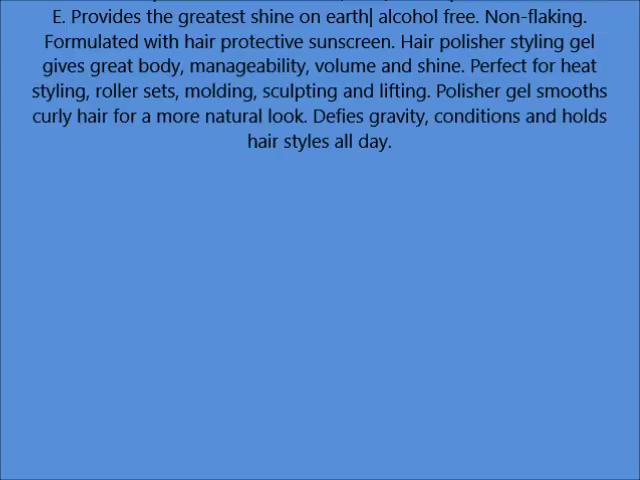 E. Provides the greatest shine on earth| alcohol free. Non-flaking.
Formulated with hair protective sunscreen. Hair polisher styling gel
gives great body, manageability, volume and shine. Perfect for heat
styling, roller sets, molding, sculpting and lifting. Polisher gel smooths
curly hair for a more natural look. Defies gravity, conditions and holds
hair styles all day.